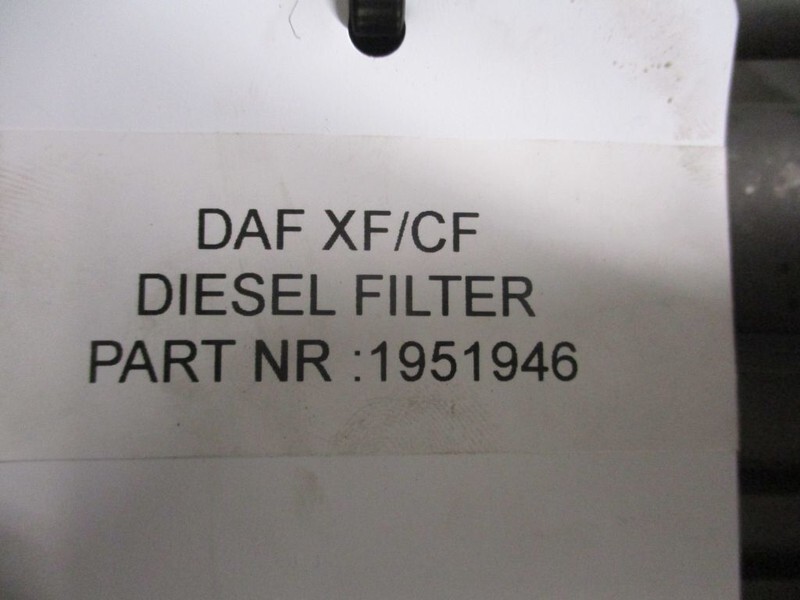 DAF XF/CF
DIESEL FILTER
PART NR :1951946